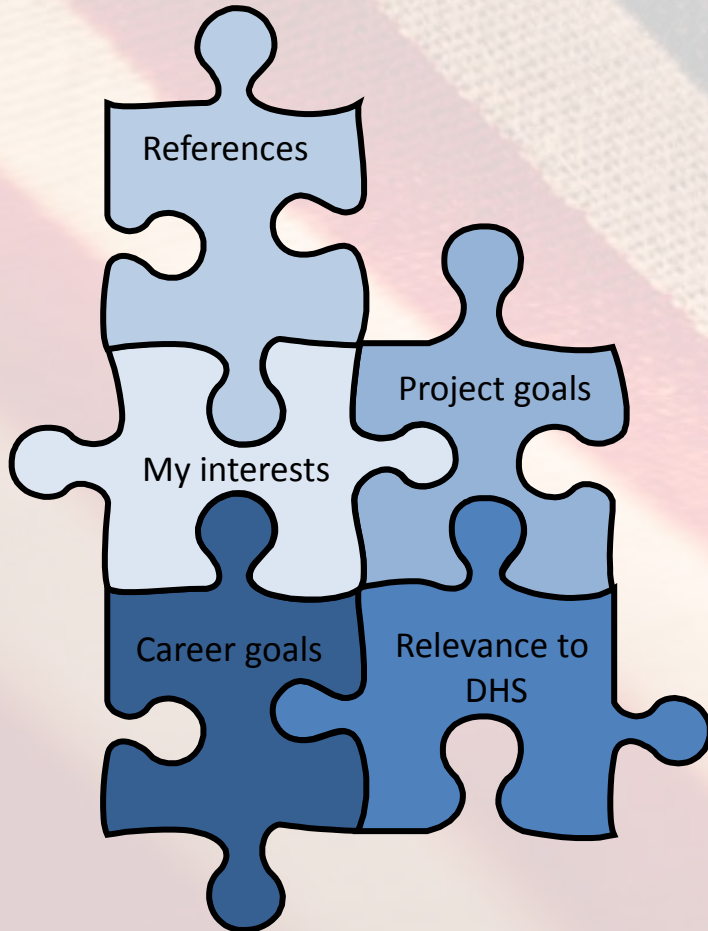 References
Project goals
My interests
Career goals
Relevance to
DHS